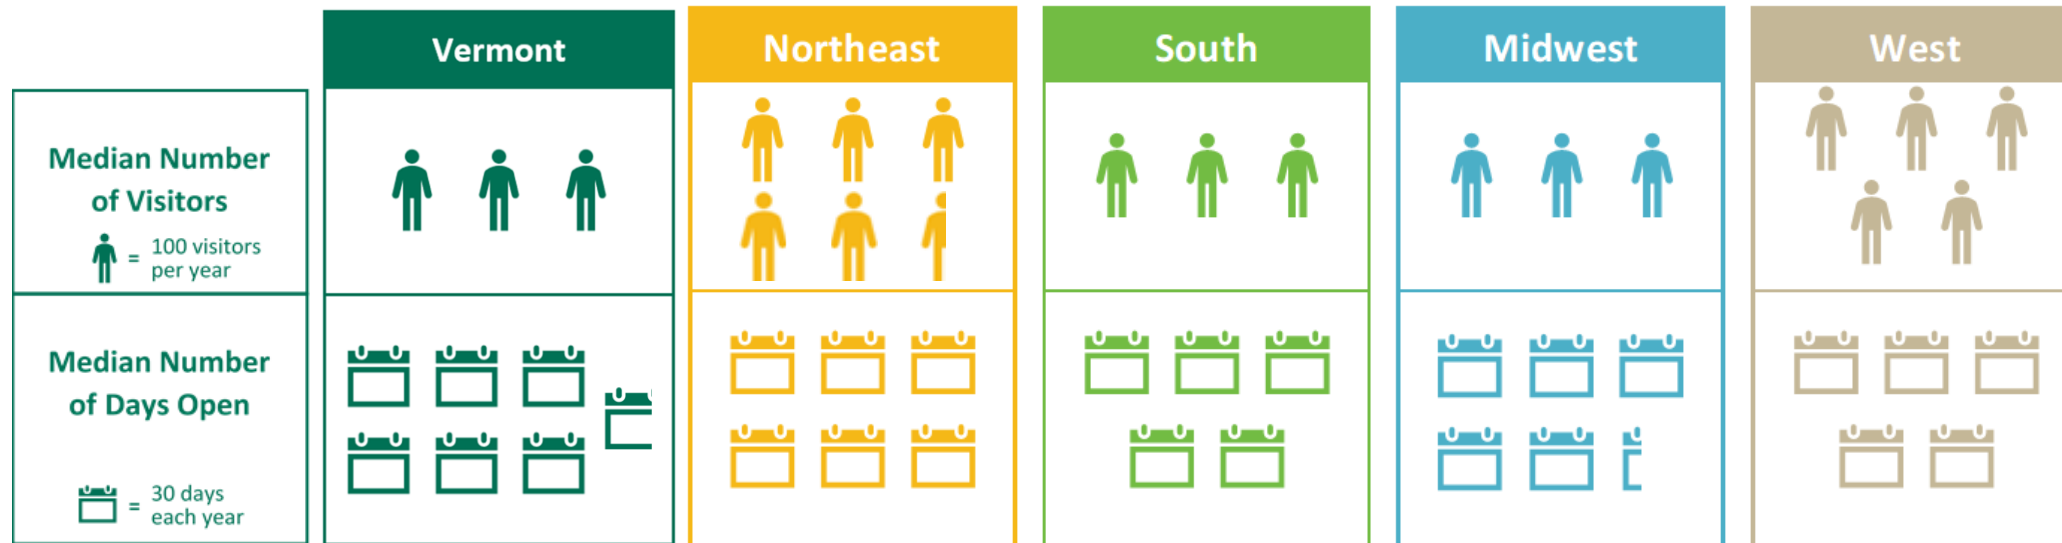 Vermont
Northeast
South
Midwest
West
Median Number
of Visitors
= 100 visitors
per year
Median Number
of Days Open
= 30 days
each year